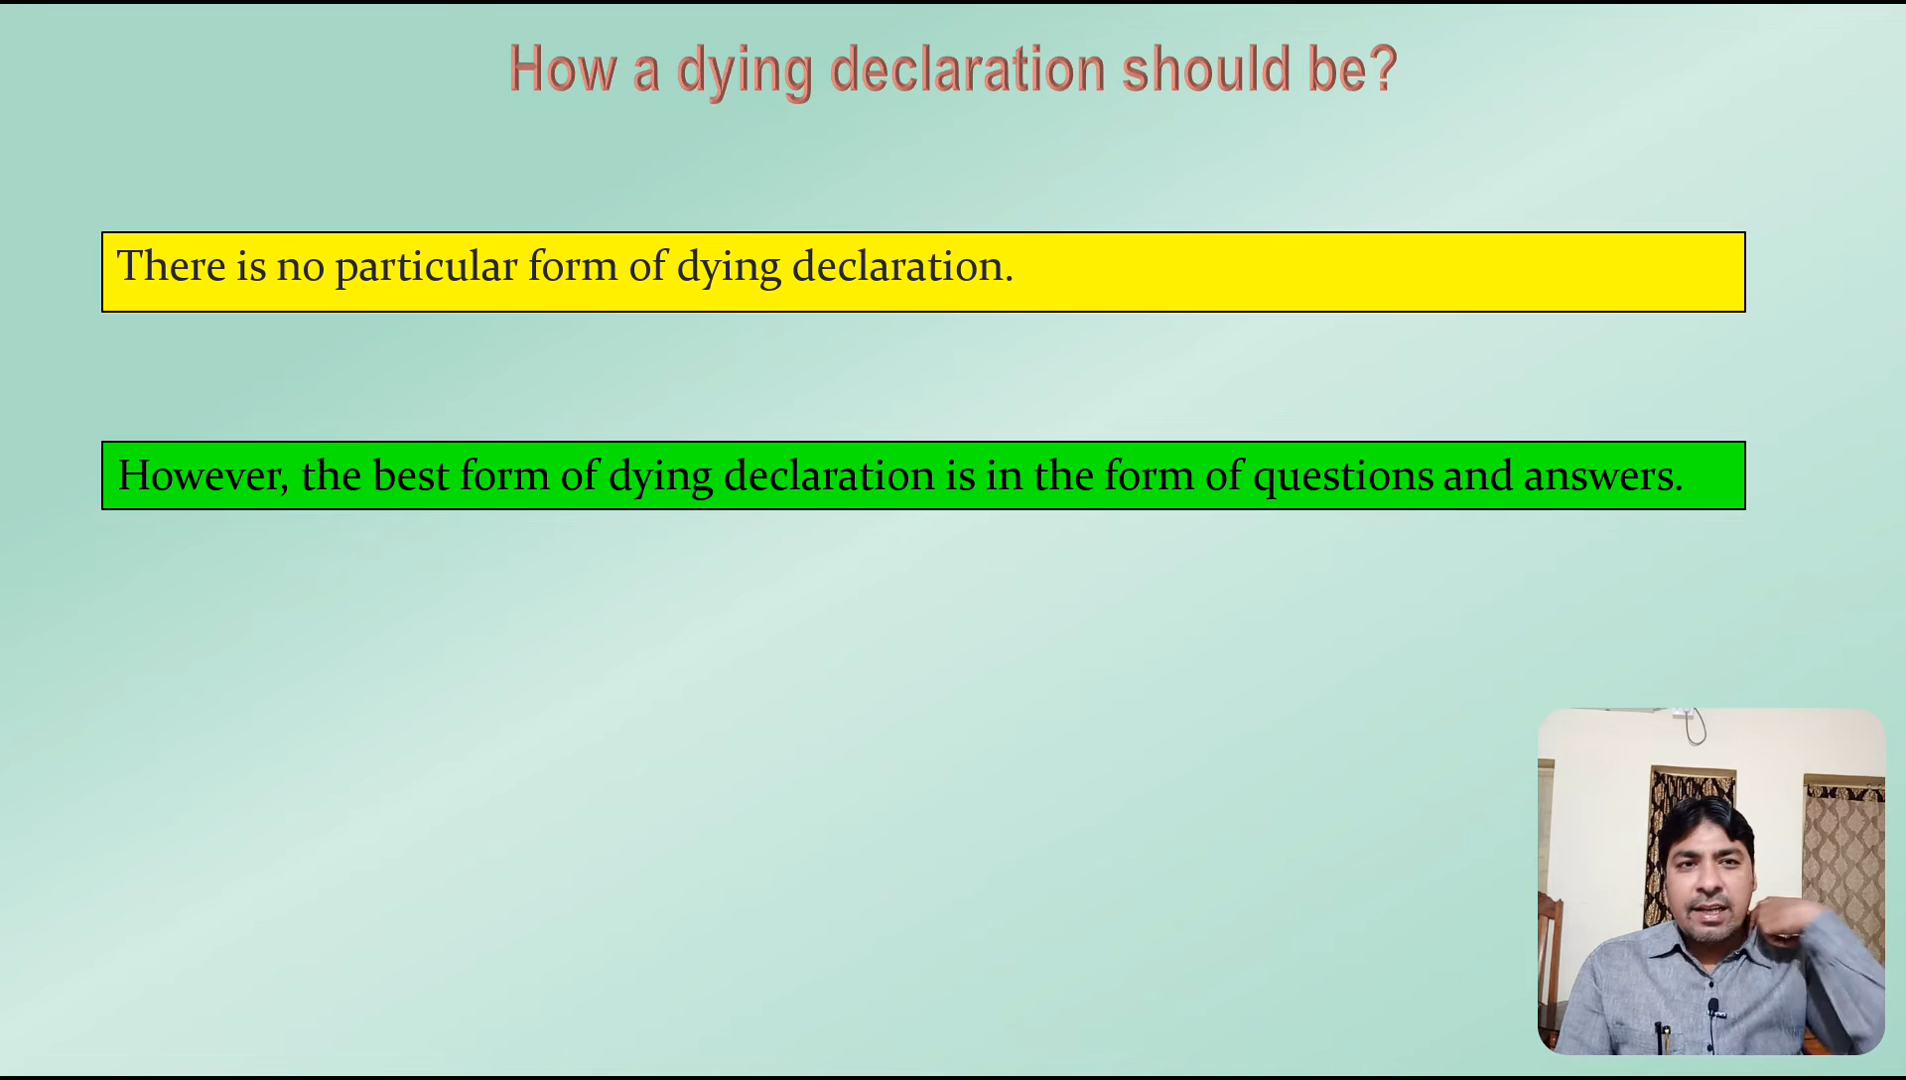 How a dying declaration should be?
There is no particular form of dying declaration.
However, the best form of dying declaration is in the form of questions and answers.